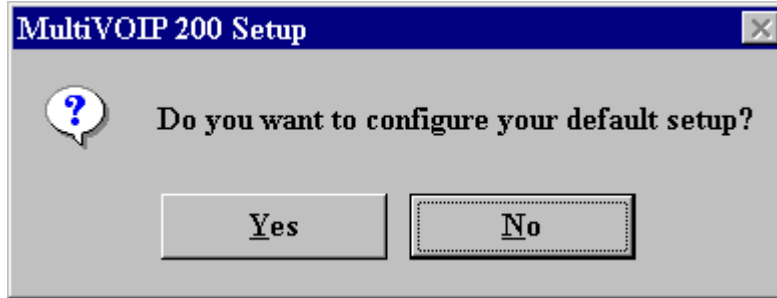 MultiVOIP 200 Setup
?
Do you want to configure your default setup?
Yes
No